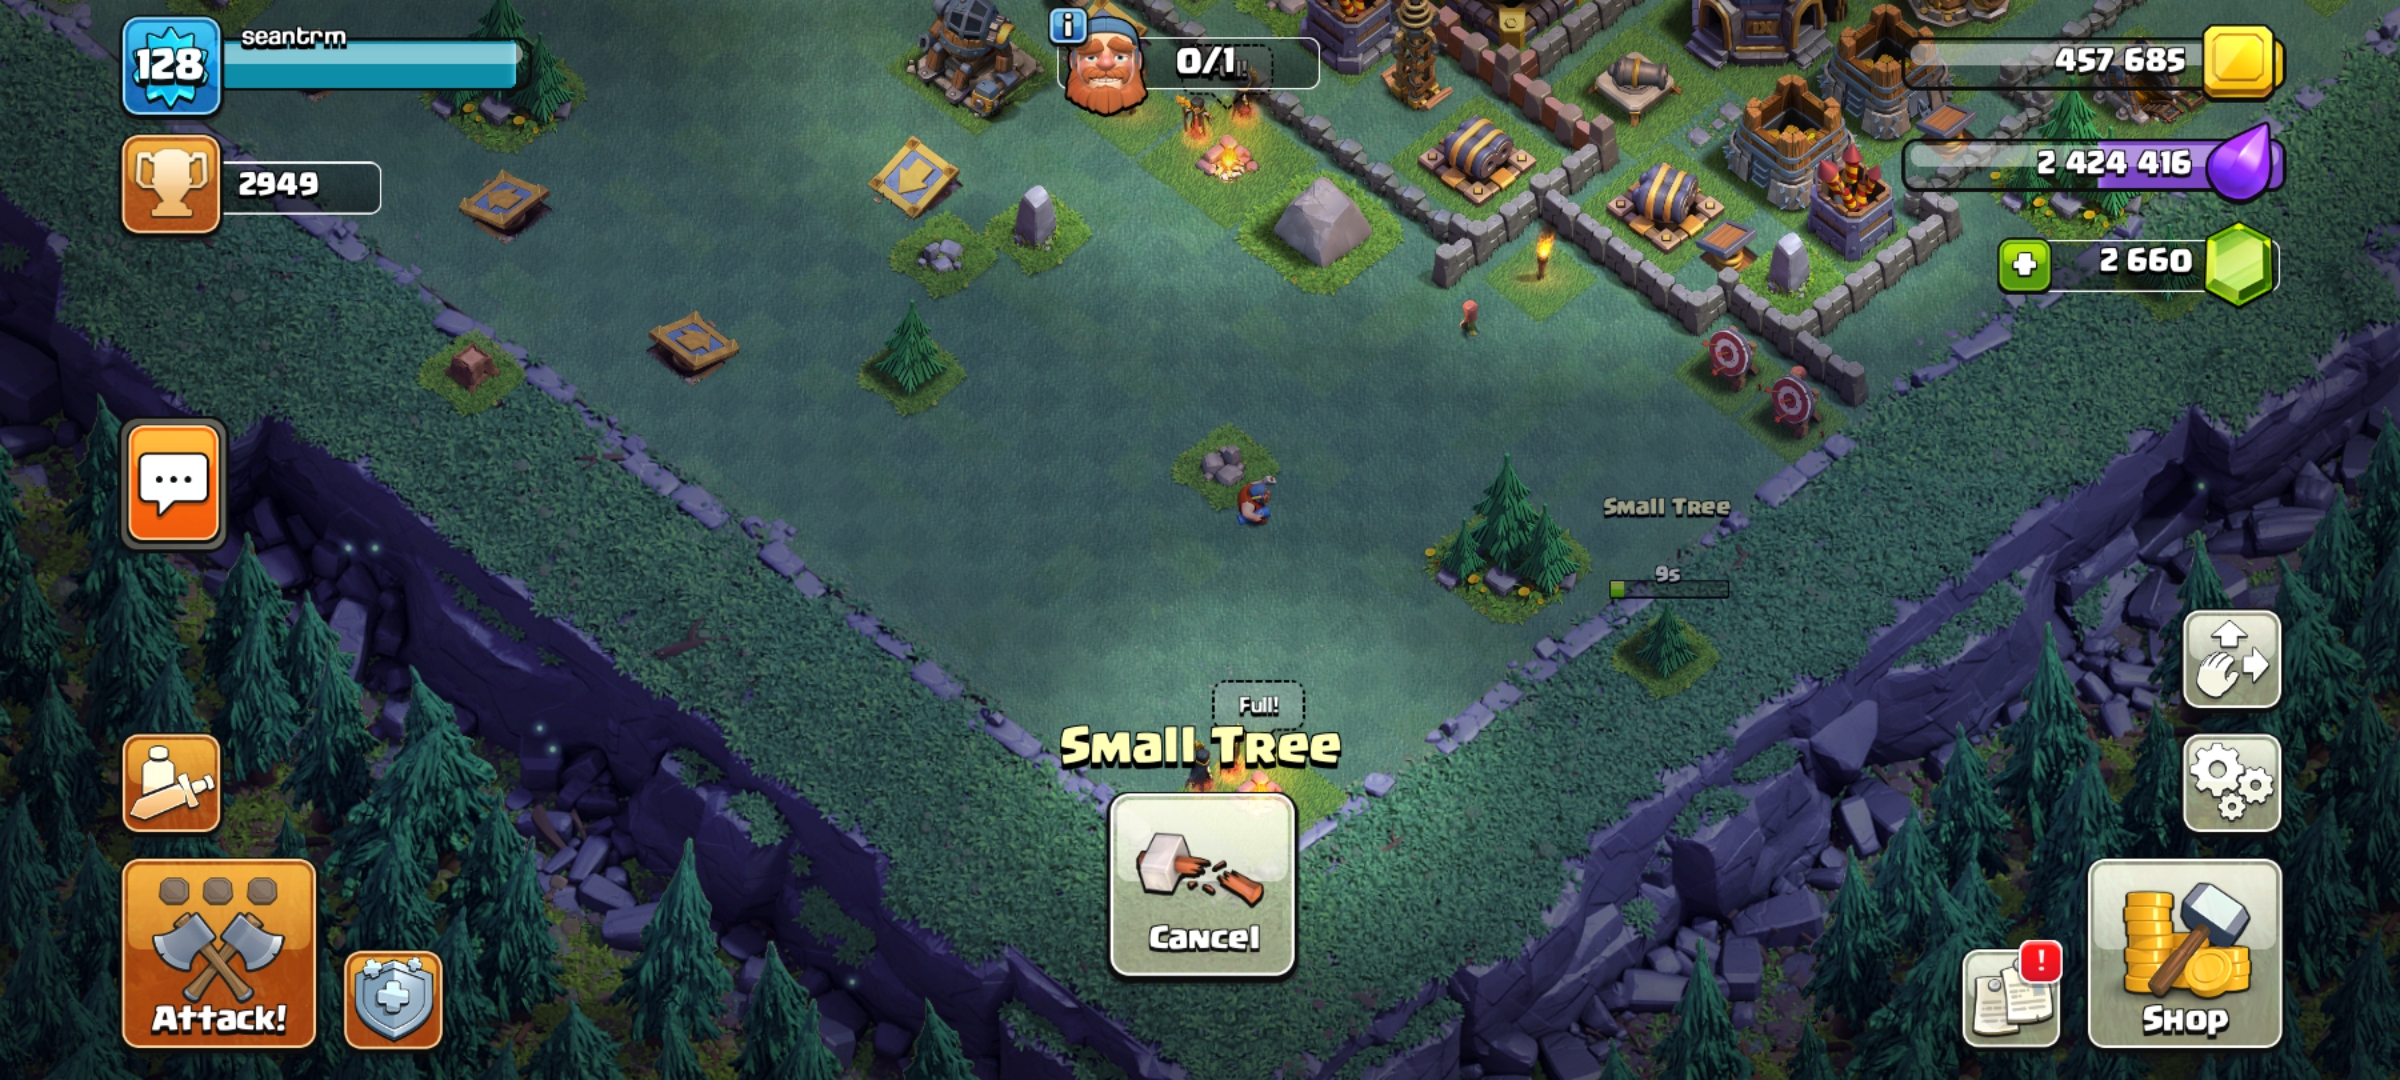 128
seantrm
0/1
457 685
2949
2 424 416
2 660
Small Tree
9s
Full!
Small Tree
Cancel
Attack!
!
Shop